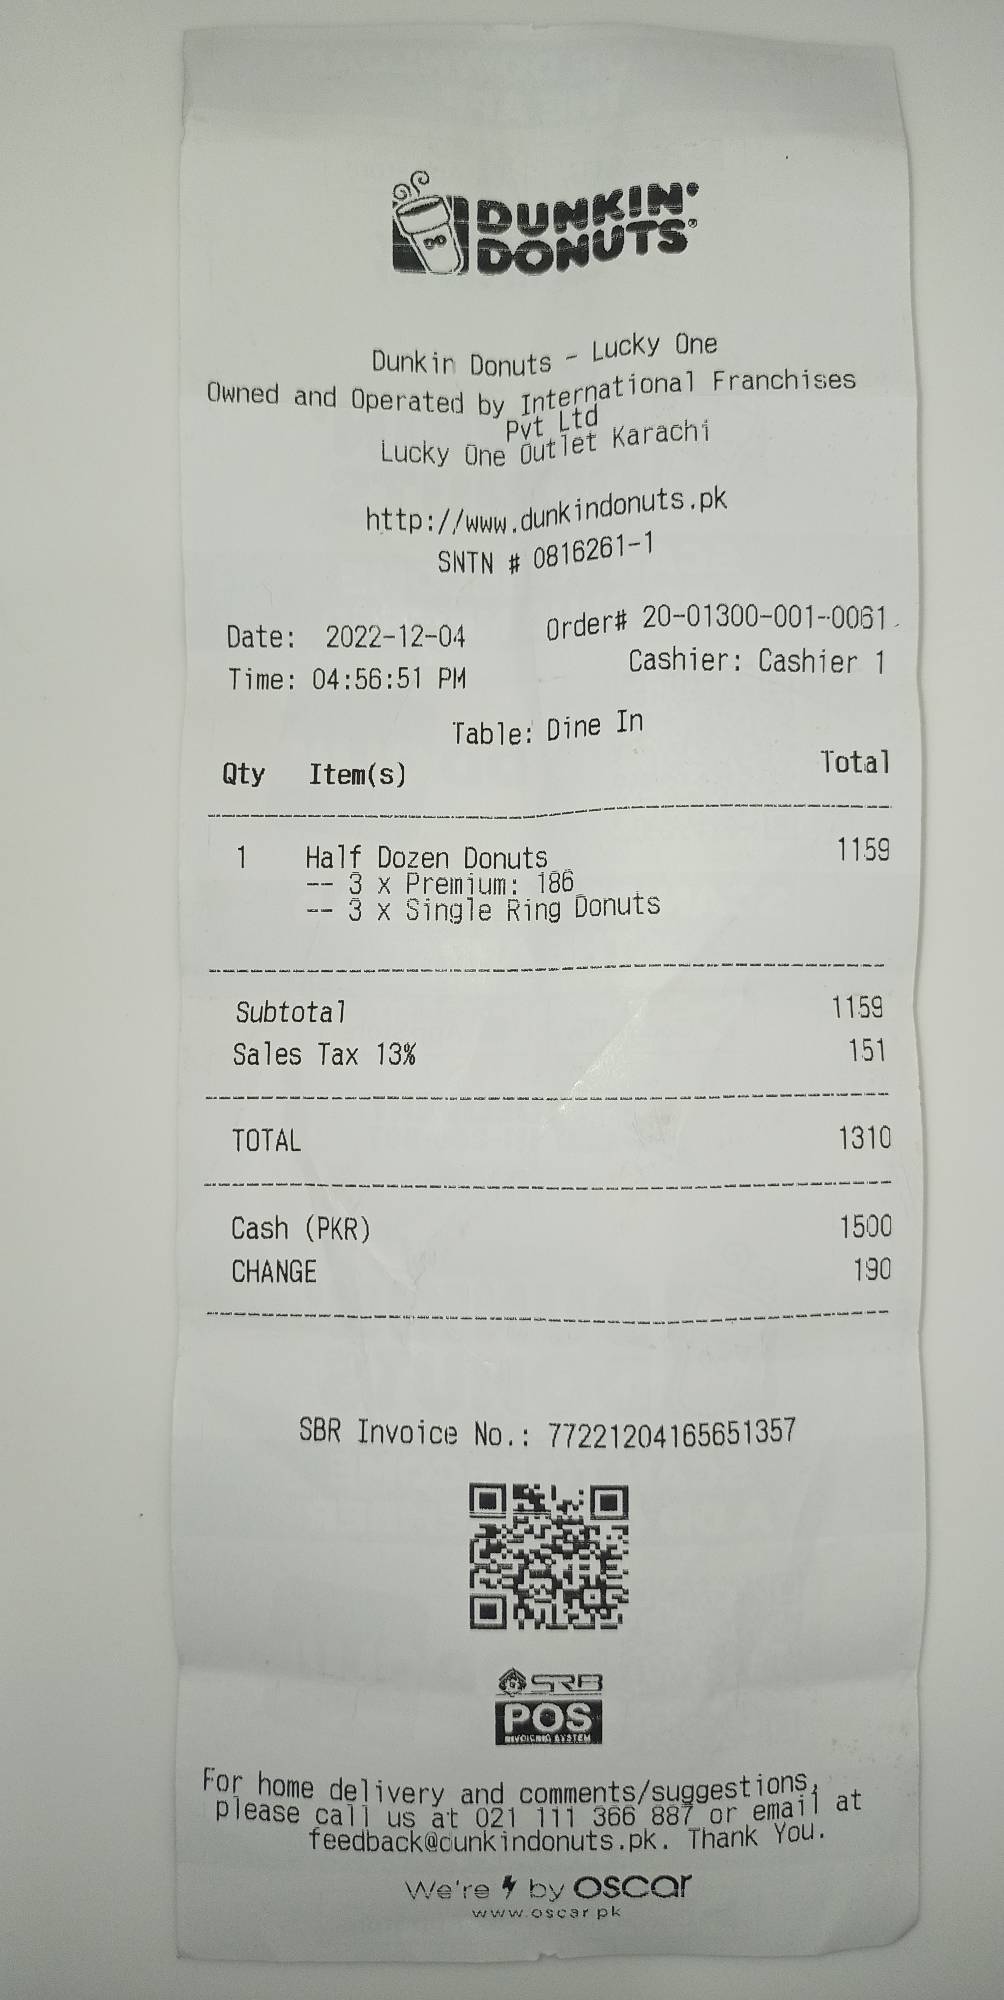 DUNKIN'
DONUTS®
Dunkin Donuts - Lucky One
Owned and Operated by International Franchises
Pvt Ltd
Lucky One Outlet Karachi
http://www.dunkindonuts.pk
SNTN # 0816261-1
Date: 2022-12-04 Order# 20-01300-001-0061
Time: 04:56:51 PM Cashier: Cashier 1
Table: Dine In
Qty Item(s) Total
1 Half Dozen Donuts 1159
-- 3 x Premium: 186
-- 3 x Single Ring Donuts
Subtotal 1159
Sales Tax 13% 151
TOTAL 1310
Cash (PKR) 1500
CHANGE 190
SBR Invoice No.: 77221204165651357
SRB
POS
INVOICING SYSTEM
For home delivery and comments/suggestions,
please call us at 021 111 366 887 or email at
feedback@dunkindonuts.pk. Thank You.
We're by oscar
www.oscar.pk